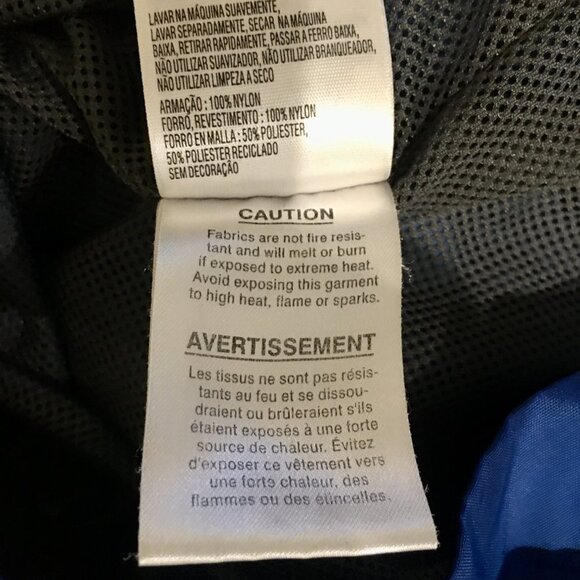 LAVAR NA MÁQUINA SUAVEMENTE,
LAVAR SEPARADAMENTE, SECAR NA MÁQUINA
BAIXA, RETIRAR RAPIDAMENTE, PASSAR A FERRO BAIXA,
NÃO UTILIZAR SUAVIZADOR, NÃO UTILIZAR BRANQUEADOR,
NÃO UTILIZAR LIMPEZA A SECO
ARMAÇÃO : 100% NYLON
FORRO, REVESTIMENTO : 100% NYLON
FORRO EN MALLA : 50% POLIESTER,
50% POLIESTER RECICLADO
SEM DECORAÇÃO
CAUTION
Fabrics are not fire resis-
tant and will melt or burn
if exposed to extreme heat.
Avoid exposing this garment
to high heat, flame or sparks.
AVERTISSEMENT
Les tissus ne sont pas résis-
tants au feu et se dissou-
draient ou brûleraient s'ils
étaient exposés à une forte
source de chaleur. Évitez
d'exposer ce vêtement vers
une forte chaleur, des
flammes ou des étincelles.